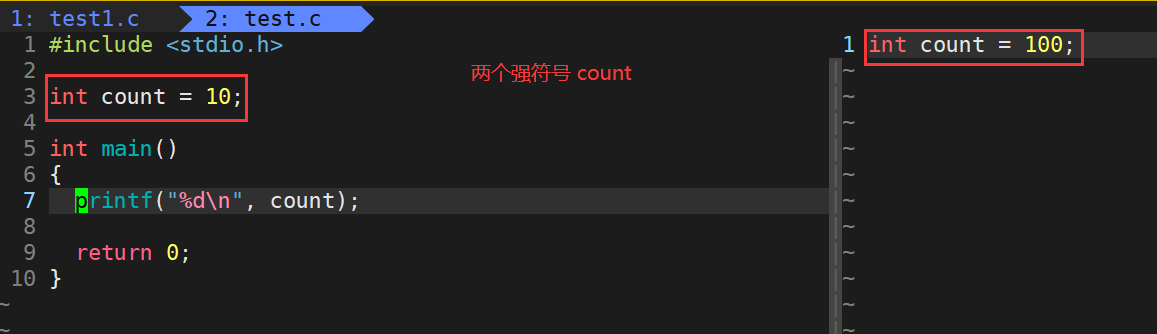 1: test1.c 2: test.c
1 #include <stdio.h>
2
3 int count = 10;
4
5 int main()
6 {
7 printf("%d\n", count);
8
9 return 0;
10 }
~
~
两个强符号 count
1 int count = 100;
~
~
~
~
~
~
~
~
~
~
~